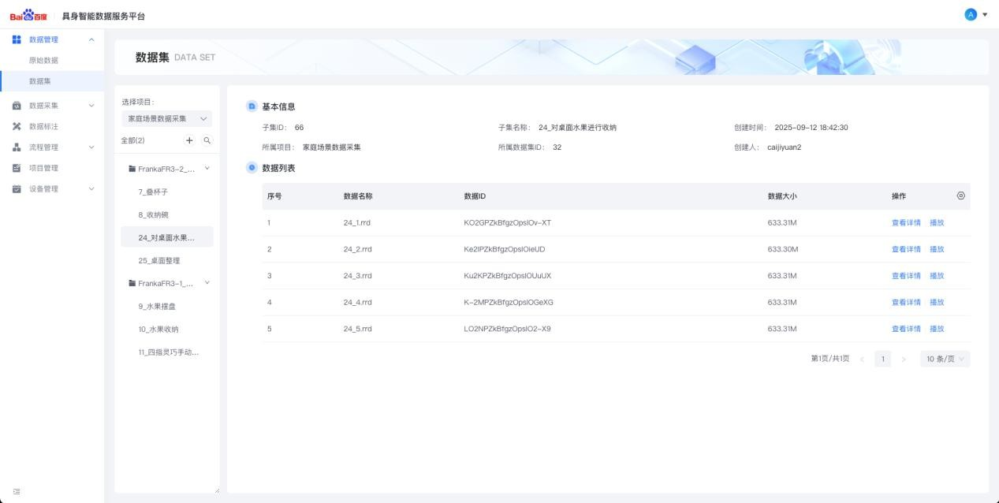 Bai百度 具身智能数据服务平台
A
数据管理
原始数据
数据集
数据采集
数据标注
流程管理
项目管理
设备管理
数据集 DATA SET
选择项目:
家庭场景数据采集
全部(2)
FrankaFR3-2_...
7_叠杯子
8_收纳碗
24_对桌面水果...
25_桌面整理
FrankaFR3-1_...
9_水果摆盘
10_水果收纳
11_四指灵巧手动...
基本信息
子集ID: 66 子集名称: 24_对桌面水果进行收纳 创建时间: 2025-09-12 18:42:30
所属项目: 家庭场景数据采集 所属数据集ID: 32 创建人: caijiyuan2
数据列表
序号 数据名称 数据ID 数据大小 操作
1 24_1.rrd KO2GPZkBfgzOpsIOv-XT 633.31M 查看详情 播放
2 24_2.rrd Ke2IPZkBfgzOpsIOieUD 633.30M 查看详情 播放
3 24_3.rrd Ku2KPZkBfgzOpsIOUuUX 633.31M 查看详情 播放
4 24_4.rrd K-2MPZkBfgzOpsIOGeXG 633.31M 查看详情 播放
5 24_5.rrd LO2NPZkBfgzOpsIO2-X9 633.31M 查看详情 播放
第1页/共1页 < 1 > 10 条/页